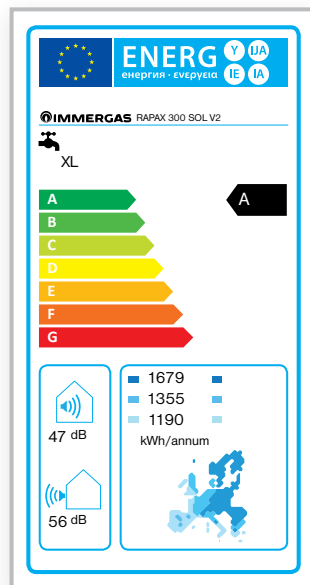 ENERG Y IJA
енергия · ενεργεια IE IA
IMMERGAS RAPAX 300 SOL V2
XL
A A
B
C
D
E
F
G
1679
1355
1190
kWh/annum
47 dB
56 dB